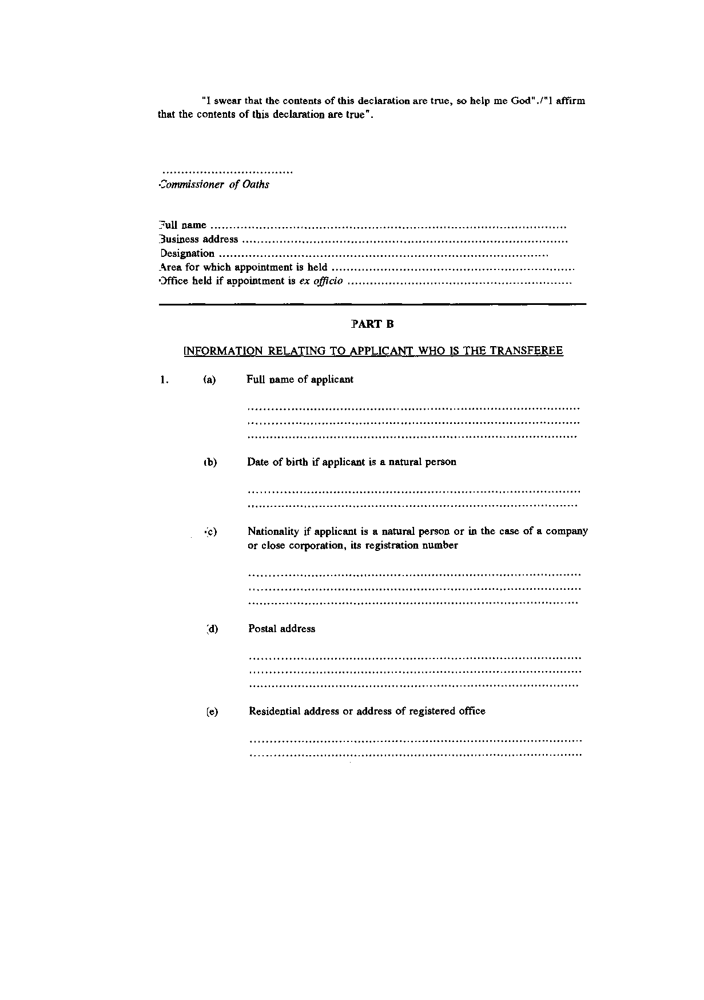 "I swear that the contents of this declaration are true, so help me God"./"I affirm
that the contents of this declaration are true".
...................................
Commissioner of Oaths
Full name ................................................................................................
Business address ........................................................................................
Designation .........................................................................................
Area for which appointment is held .................................................................
Office held if appointment is ex officio ............................................................
PART B
INFORMATION RELATING TO APPLICANT WHO IS THE TRANSFEREE
1. (a) Full name of applicant
.........................................................................................
.........................................................................................
........................................................................................
(b) Date of birth if applicant is a natural person
.........................................................................................
........................................................................................
(c) Nationality if applicant is a natural person or in the case of a company
or close corporation, its registration number
.........................................................................................
.........................................................................................
........................................................................................
(d) Postal address
.........................................................................................
.........................................................................................
........................................................................................
(e) Residential address or address of registered office
.........................................................................................
.........................................................................................